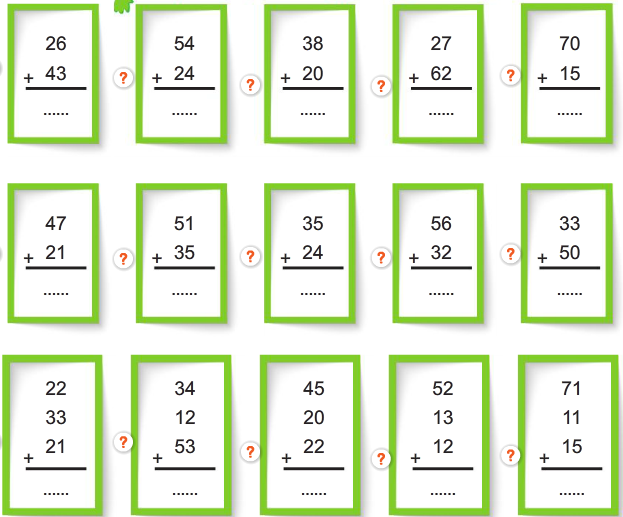 26 54 38 27 70
+ 43 ? + 24 ? + 20 ? + 62 ? + 15
...... ...... ...... ...... ......
47 51 35 56 33
+ 21 ? + 35 ? + 24 ? + 32 ? + 50
...... ...... ...... ...... ......
22 34 45 52 71
33 12 20 13 11
+ 21 ? + 53 ? + 22 ? + 12 ? + 15
...... ...... ...... ...... ......